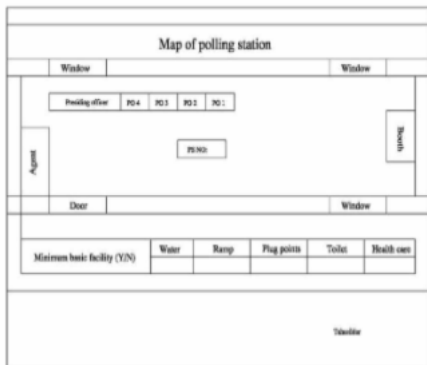 Map of polling station
Window Window
Presiding officer PO 4 PO 3 PO 2 PO 1
Agent
PS NO:
Booth
Door Window
Minimum basic facility (Y/N) Water Ramp Plug points Toilet Health care
Tahsildar